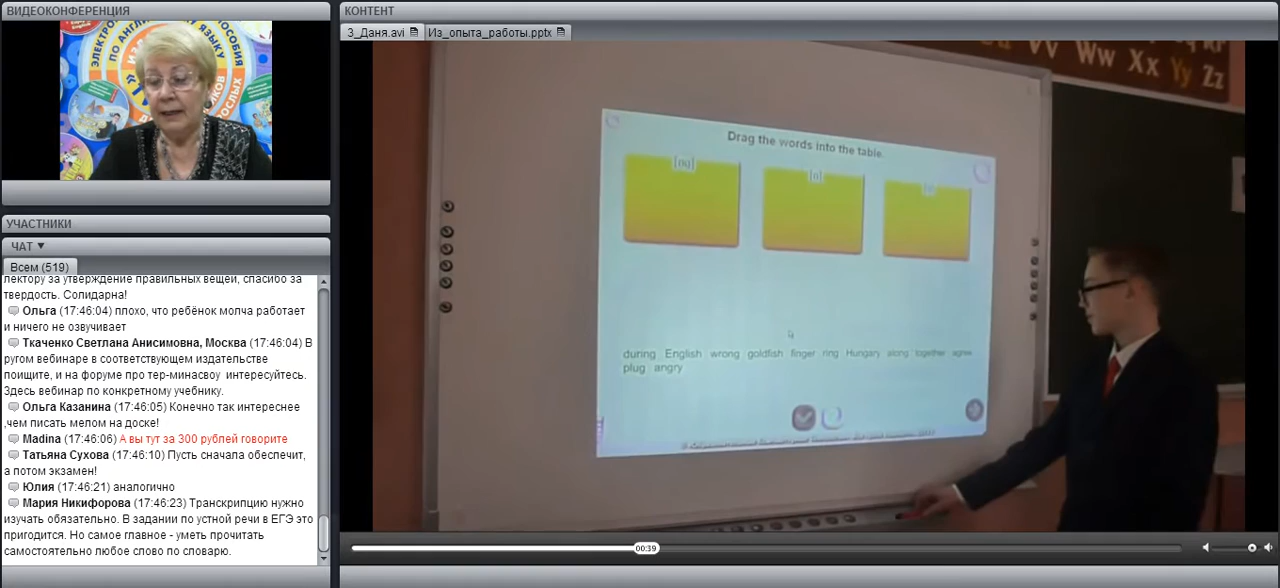 ВИДЕОКОНФЕРЕНЦИЯ
ЭЛЕКТРО
ПОСОБИЯ
ПО АНГЛИ
ЯЗЫКУ
УЧАСТНИКИ
ЧАТ
Всем (519)
лектору за утверждение правильных вещей, спасибо за
твердость. Солидарна!
Ольга (17:46:04) плохо, что ребёнок молча работает
и ничего не озвучивает
Ткаченко Светлана Анисимовна, Москва (17:46:04) В
ругом вебинаре в соответствующем издательстве
поищите, и на форуме про тер-минасвоу интересуйтесь.
Здесь вебинар по конкретному учебнику.
Ольга Казанина (17:46:05) Конечно так интереснее
,чем писать мелом на доске!
Madina (17:46:06) А вы тут за 300 рублей говорите
Татьяна Сухова (17:46:10) Пусть сначала обеспечит,
а потом экзамен!
Юлия (17:46:21) аналогично
Мария Никифорова (17:46:23) Транскрипцию нужно
изучать обязательно. В задании по устной речи в ЕГЭ это
пригодится. Но самое главное - уметь прочитать
самостоятельно любое слово по словарю.
КОНТЕНТ
3_Даня.avi Из_опыта_работы.pptx
Vv Ww Xx Yy Zz
Drag the words into the table.
during English wrong goldfish finger ring Hungary along together agree
plug angry
00:39